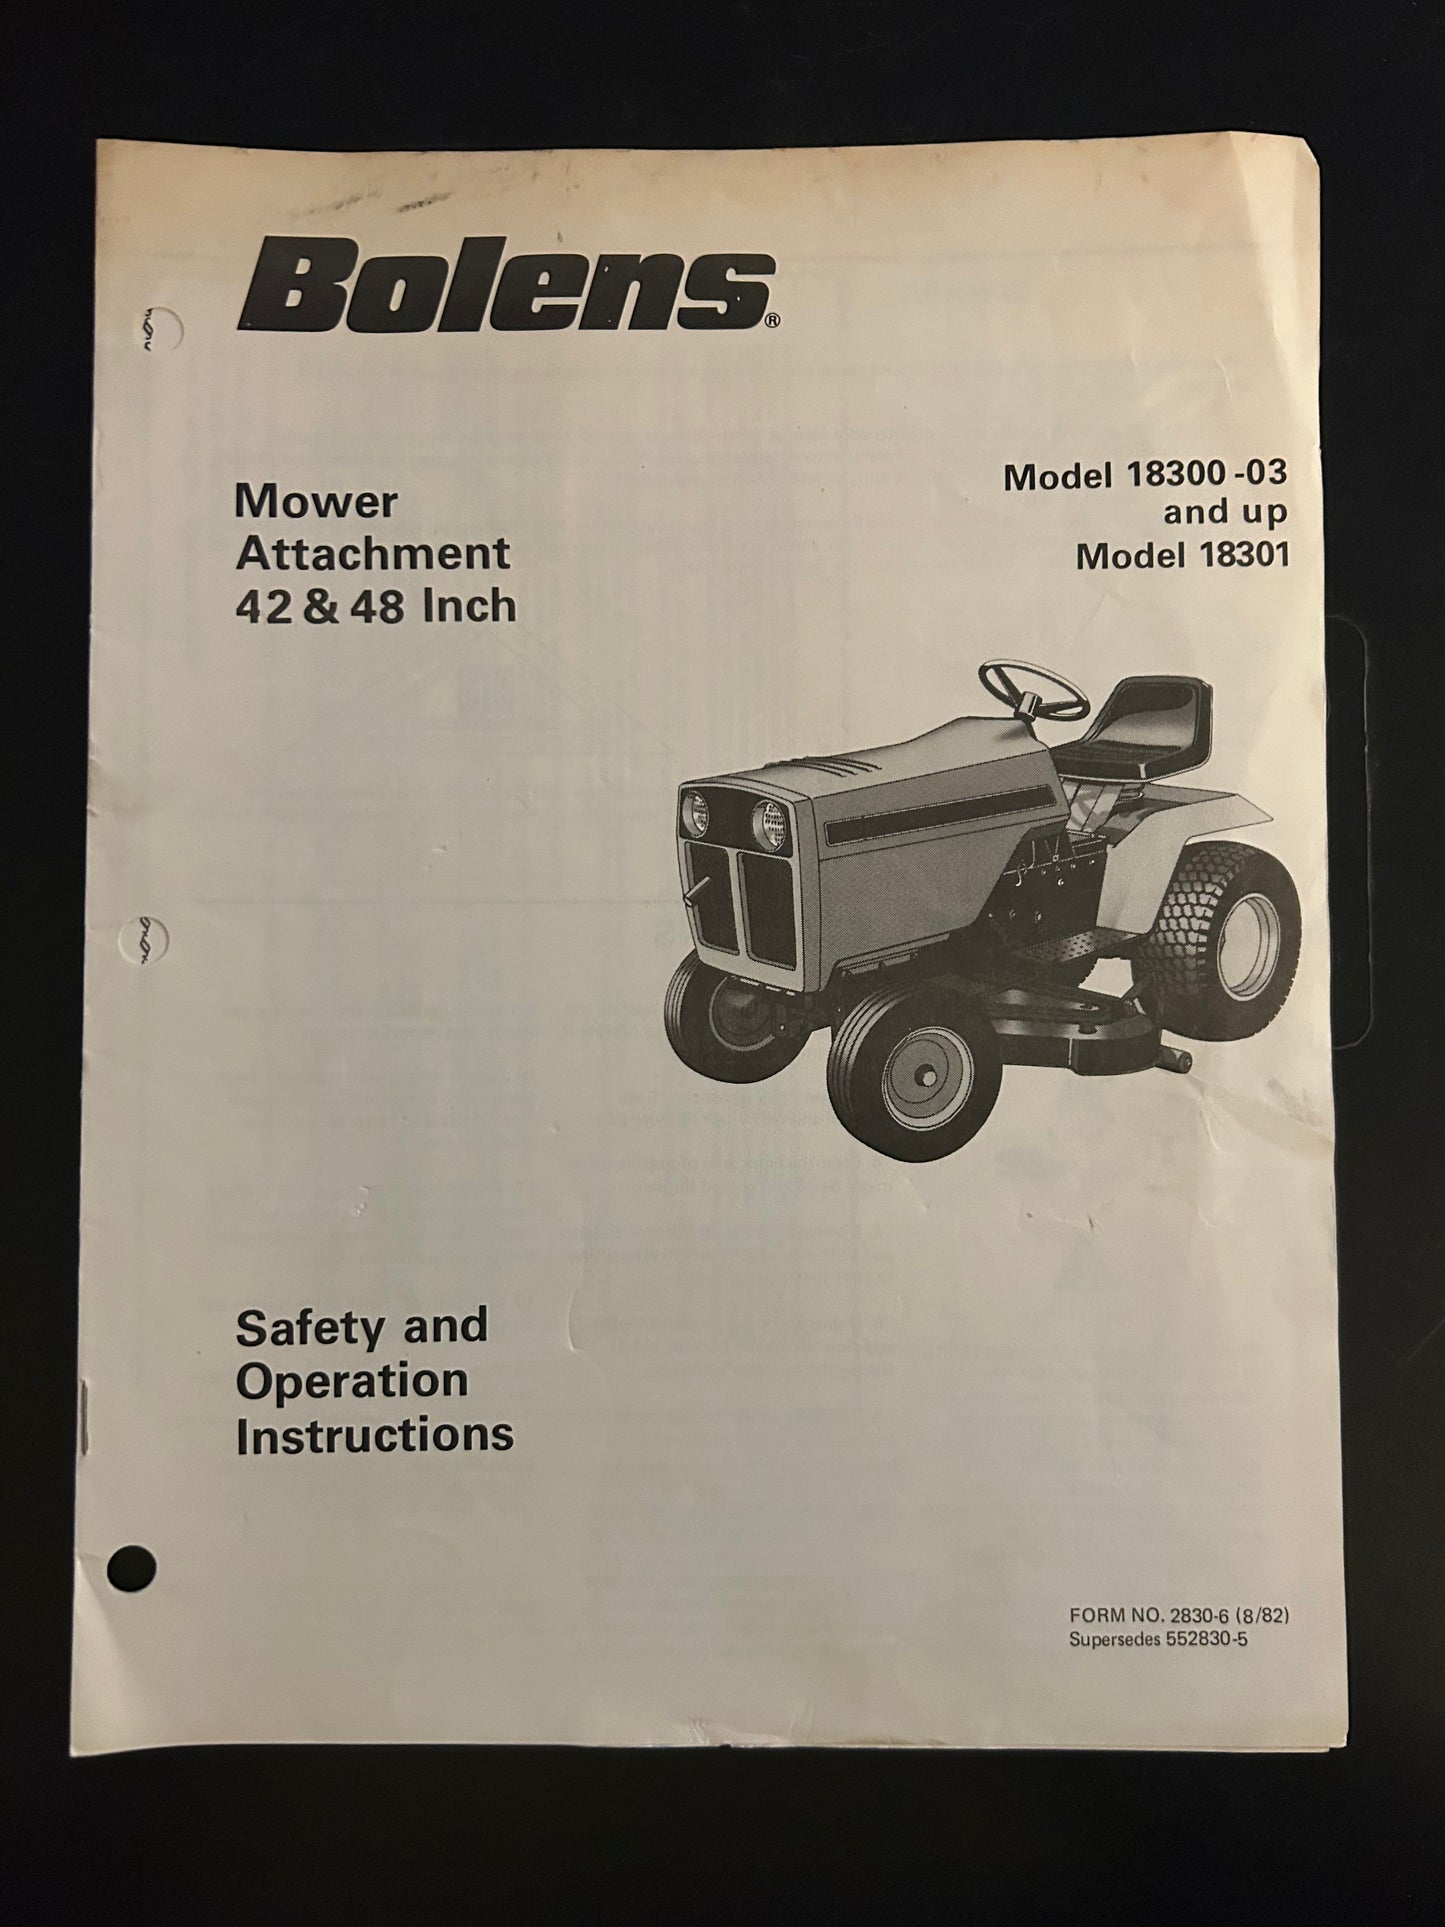 Bolens®
Mower
Attachment
42 & 48 Inch
Model 18300-03
and up
Model 18301
Safety and
Operation
Instructions
FORM NO. 2830-6 (8/82)
Supersedes 552830-5